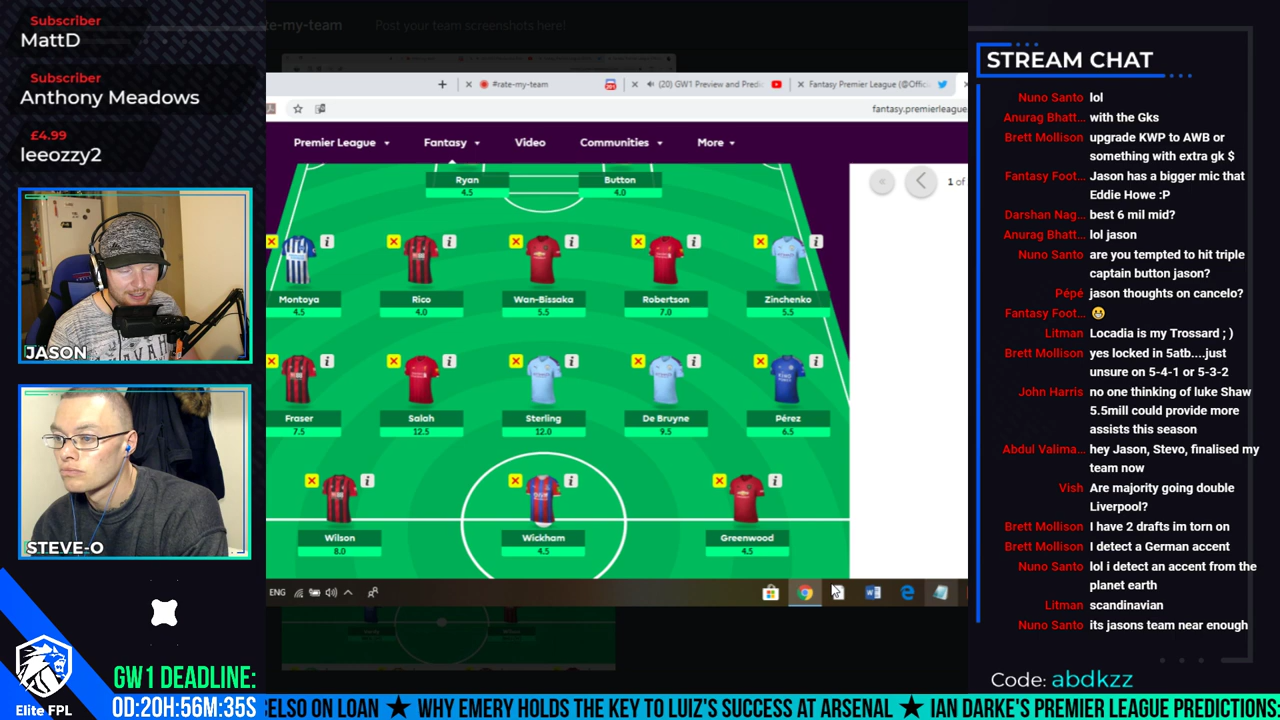 Subscriber
MattD
Subscriber
Anthony Meadows
£4.99
leeozzy2
JASON
STEVE-O
Elite FPL
GW1 DEADLINE:
0D:20H:56M:35S
te-my-team Post your team screenshots here!
#rate-my-team
(20) GW1 Preview and Predic
Fantasy Premier League (@Offici
fantasy.premierleague
Premier League Fantasy Video Communities More
1 of
Ryan Button
4.5 4.0
Montoya Rico Wan-Bissaka Robertson Zinchenko
4.5 4.0 5.5 7.0 5.5
Fraser Salah Sterling De Bruyne Pérez
7.5 12.5 12.0 9.5 6.5
Wilson Wickham Greenwood
8.0 4.5 4.5
ENG
STREAM CHAT
Nuno Santo lol
Anurag Bhatt... with the Gks
Brett Mollison upgrade KWP to AWB or
something with extra gk $
Fantasy Foot... Jason has a bigger mic that
Eddie Howe :P
Darshan Nag... best 6 mil mid?
Anurag Bhatt... lol jason
Nuno Santo are you tempted to hit triple
captain button jason?
Pépé jason thoughts on cancelo?
Fantasy Foot... 😀
Litman Locadia is my Trossard ; )
Brett Mollison yes locked in 5atb....just
unsure on 5-4-1 or 5-3-2
John Harris no one thinking of luke Shaw
5.5mill could provide more
assists this season
Abdul Valima... hey Jason, Stevo, finalised my
team now
Vish Are majority going double
Liverpool?
Brett Mollison I have 2 drafts im torn on
Brett Mollison I detect a German accent
Nuno Santo lol i detect an accent from the
planet earth
Litman scandinavian
Nuno Santo its jasons team near enough
Code: abdkzz
ELSO ON LOAN ★ WHY EMERY HOLDS THE KEY TO LUIZ'S SUCCESS AT ARSENAL ★ IAN DARKE'S PREMIER LEAGUE PREDICTIONS: